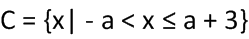 C = {x| - a < x ≤ a + 3}